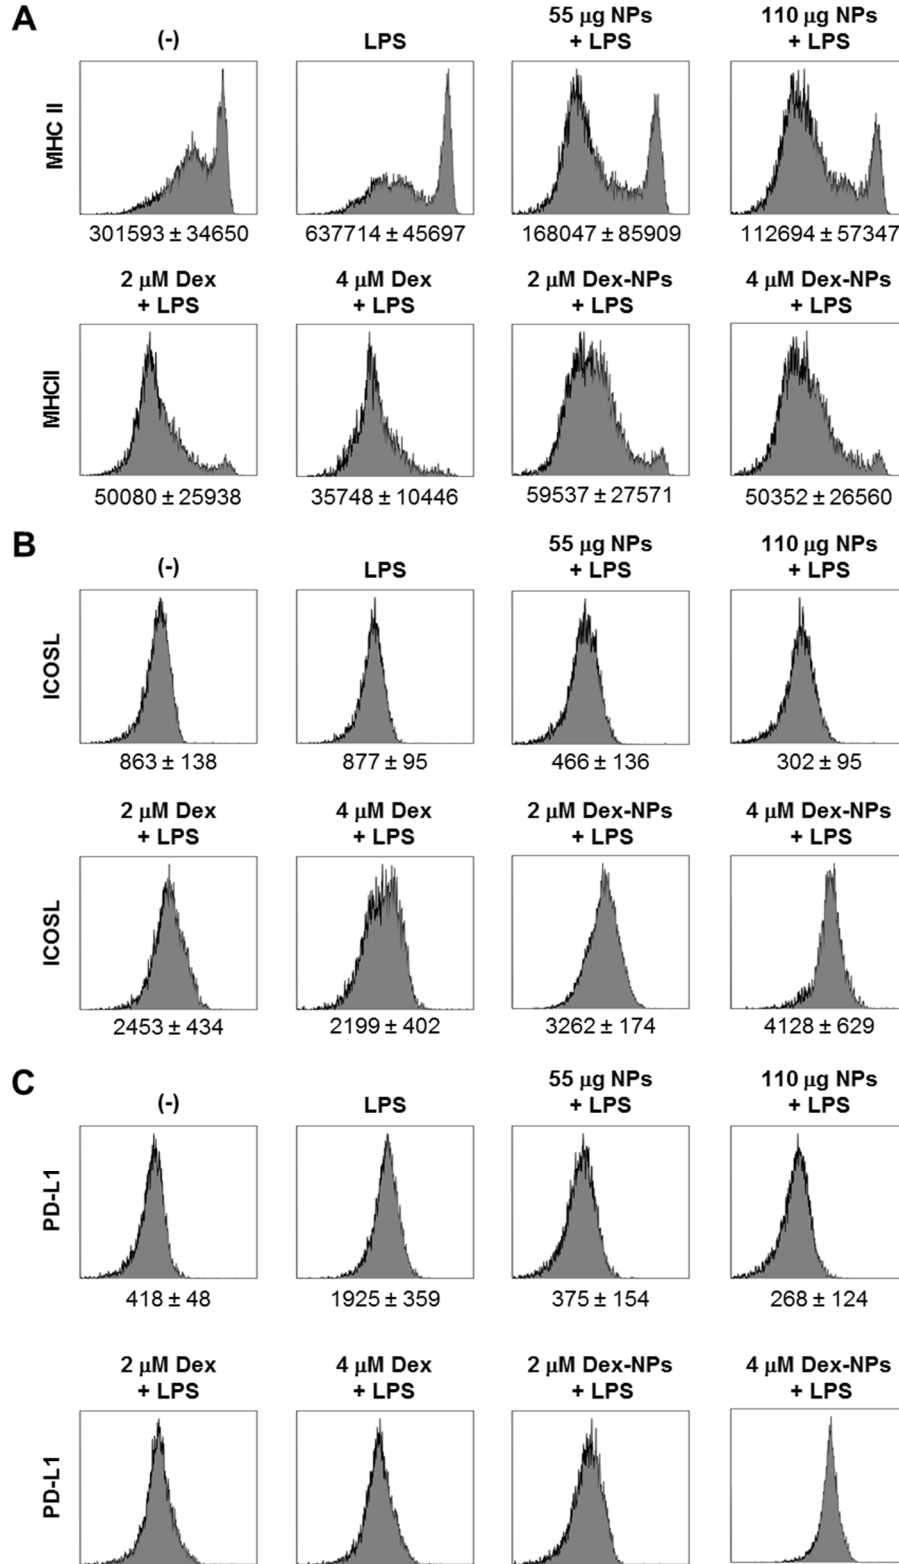 A
(-)
LPS
55 µg NPs
+ LPS
110 µg NPs
+ LPS
MHC II
301593 ± 34650
637714 ± 45697
168047 ± 85909
112694 ± 57347
2 µM Dex
+ LPS
4 µM Dex
+ LPS
2 µM Dex-NPs
+ LPS
4 µM Dex-NPs
+ LPS
MHCII
50080 ± 25938
35748 ± 10446
59537 ± 27571
50352 ± 26560
B
(-)
LPS
55 µg NPs
+ LPS
110 µg NPs
+ LPS
ICOSL
863 ± 138
877 ± 95
466 ± 136
302 ± 95
2 µM Dex
+ LPS
4 µM Dex
+ LPS
2 µM Dex-NPs
+ LPS
4 µM Dex-NPs
+ LPS
ICOSL
2453 ± 434
2199 ± 402
3262 ± 174
4128 ± 629
C
(-)
LPS
55 µg NPs
+ LPS
110 µg NPs
+ LPS
PD-L1
418 ± 48
1925 ± 359
375 ± 154
268 ± 124
2 µM Dex
+ LPS
4 µM Dex
+ LPS
2 µM Dex-NPs
+ LPS
4 µM Dex-NPs
+ LPS
PD-L1